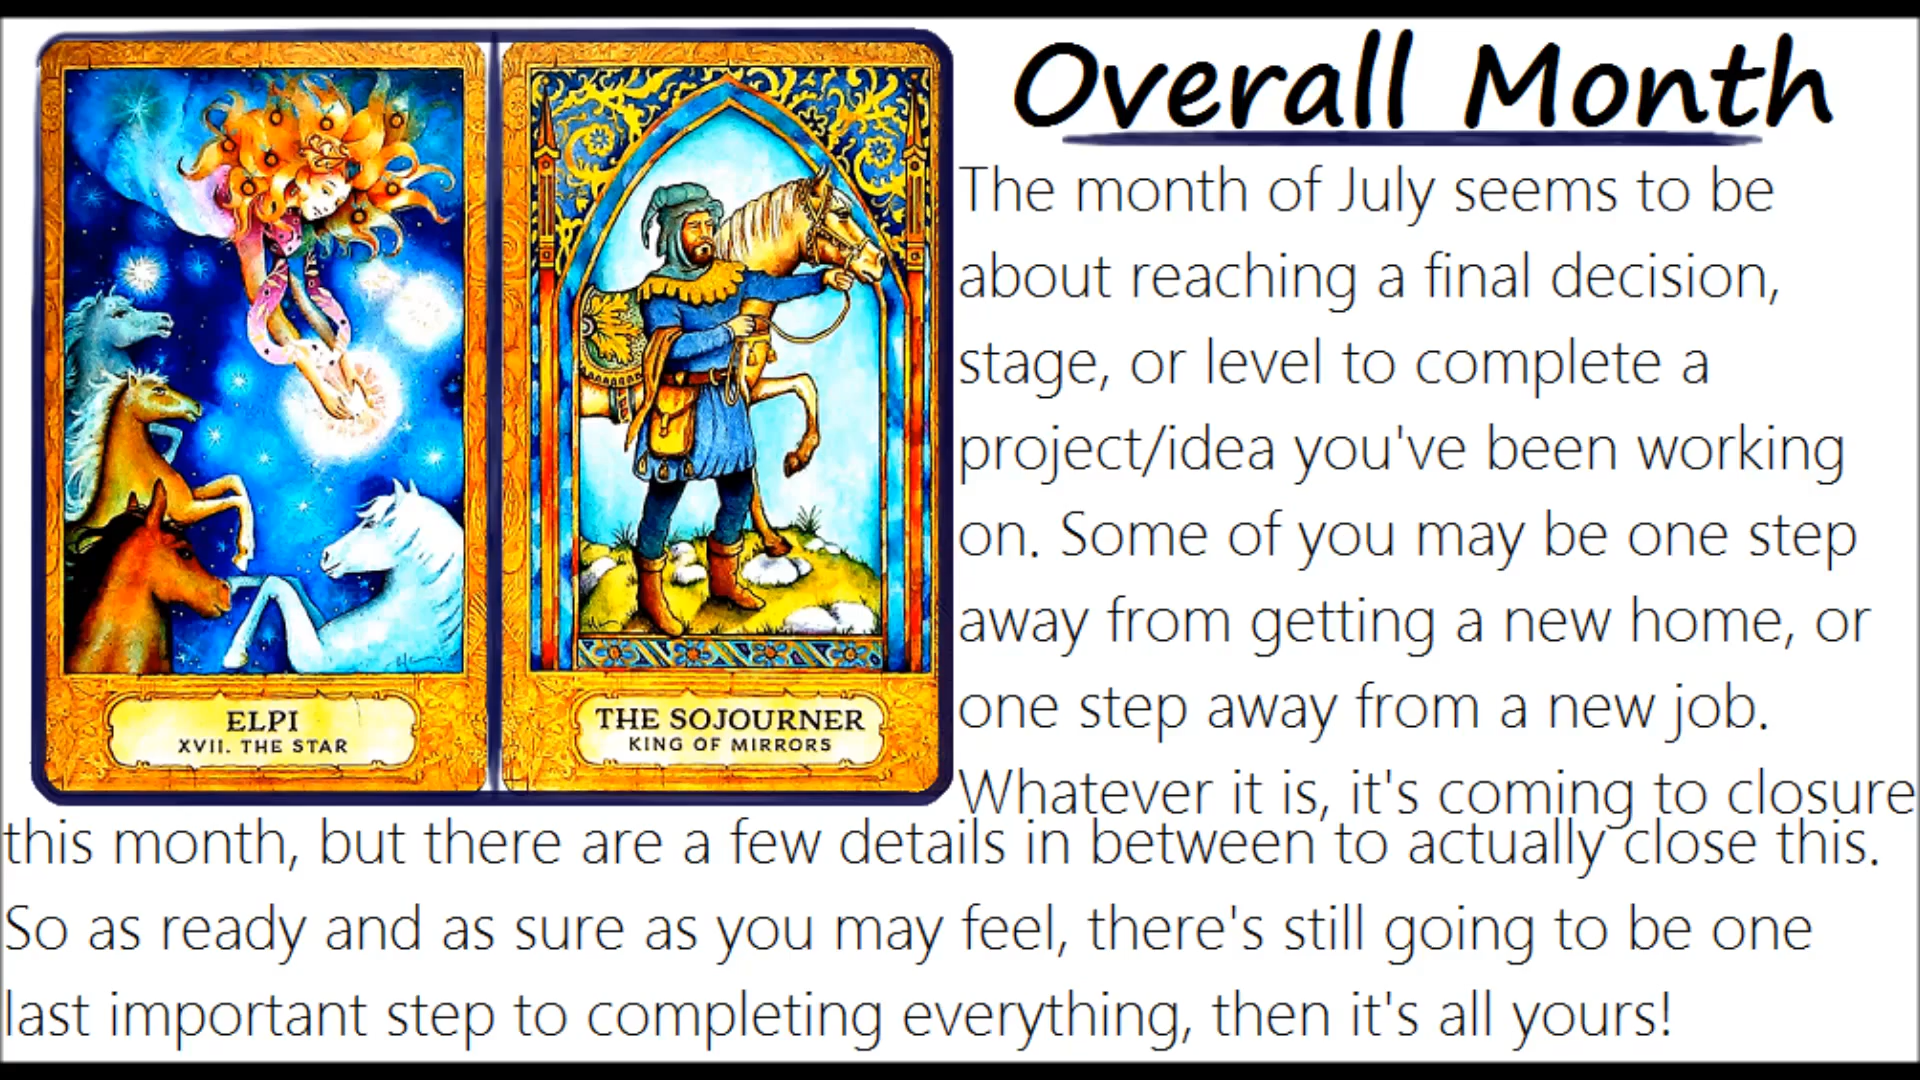 Overall Month
ELPI
XVII. THE STAR
THE SOJOURNER
KING OF MIRRORS
The month of July seems to be
about reaching a final decision,
stage, or level to complete a
project/idea you've been working
on. Some of you may be one step
away from getting a new home, or
one step away from a new job.
Whatever it is, it's coming to closure
this month, but there are a few details in between to actually close this.
So as ready and as sure as you may feel, there's still going to be one
last important step to completing everything, then it's all yours!